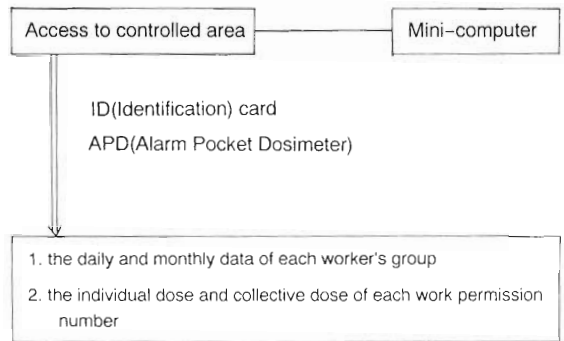 Access to controlled area
Mini-computer
ID(Identification) card
APD(Alarm Pocket Dosimeter)
1. the daily and monthly data of each worker's group
2. the individual dose and collective dose of each work permission
number